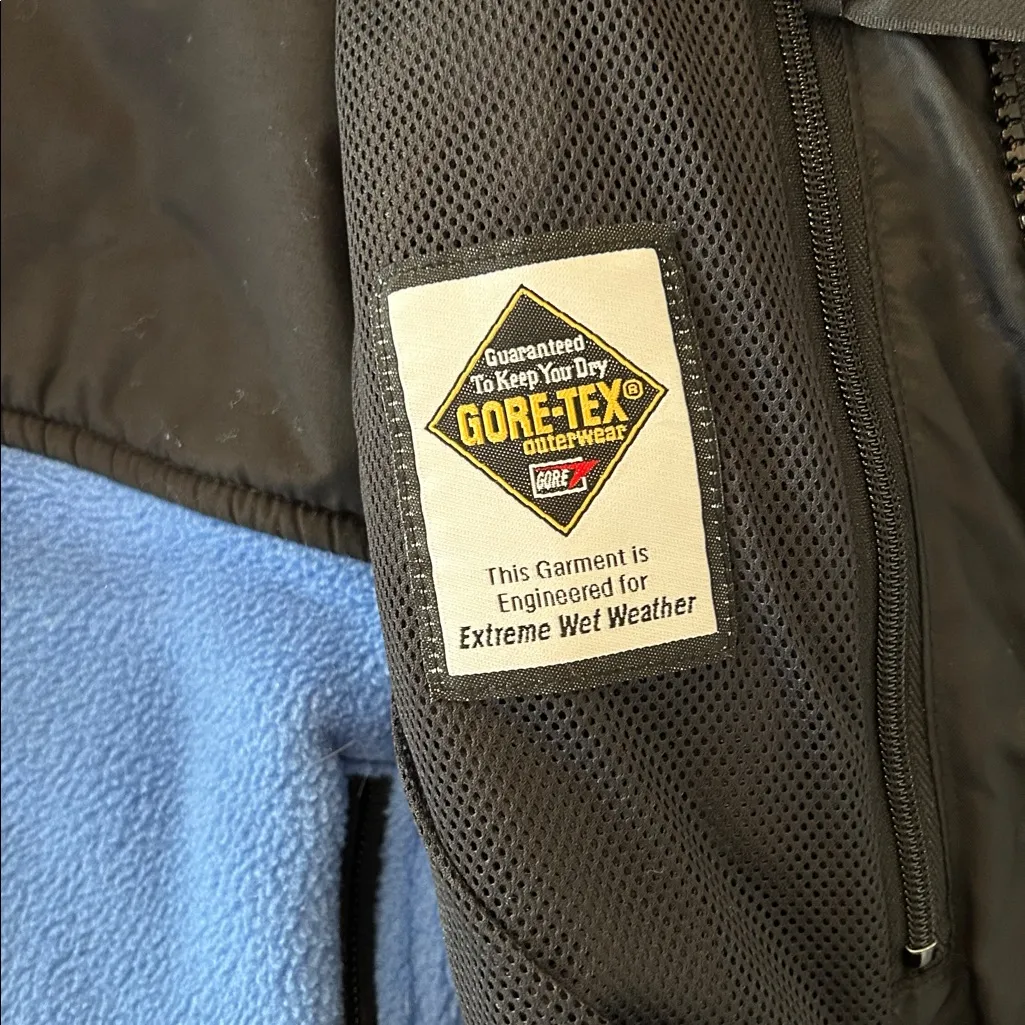 Guaranteed
To Keep You Dry
GORE-TEX®
outerwear
GORE
This Garment is
Engineered for
Extreme Wet Weather